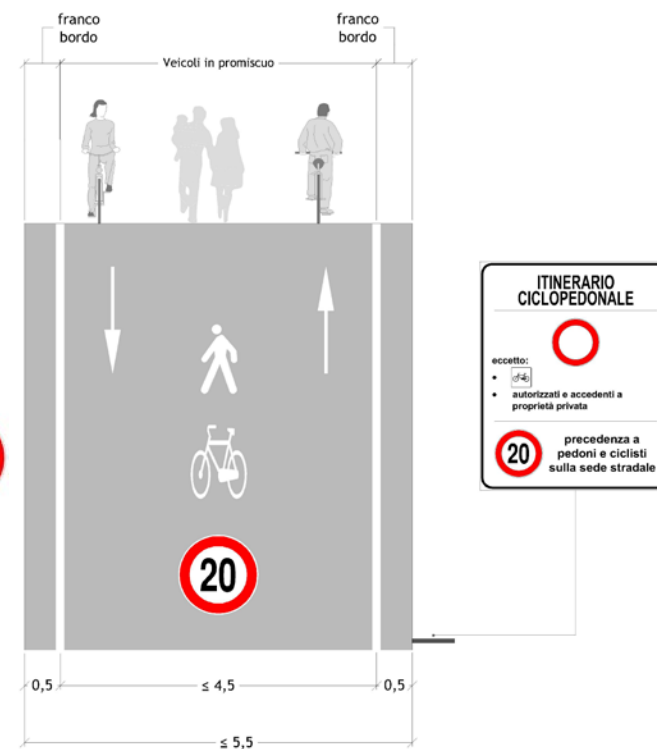 franco
bordo
franco
bordo
Veicoli in promiscuo
20
0,5
≤ 4,5
0,5
≤ 5,5
ITINERARIO
CICLOPEDONALE
eccetto:
•
• autorizzati e accedenti a
proprietà privata
20
precedenza a
pedoni e ciclisti
sulla sede stradale